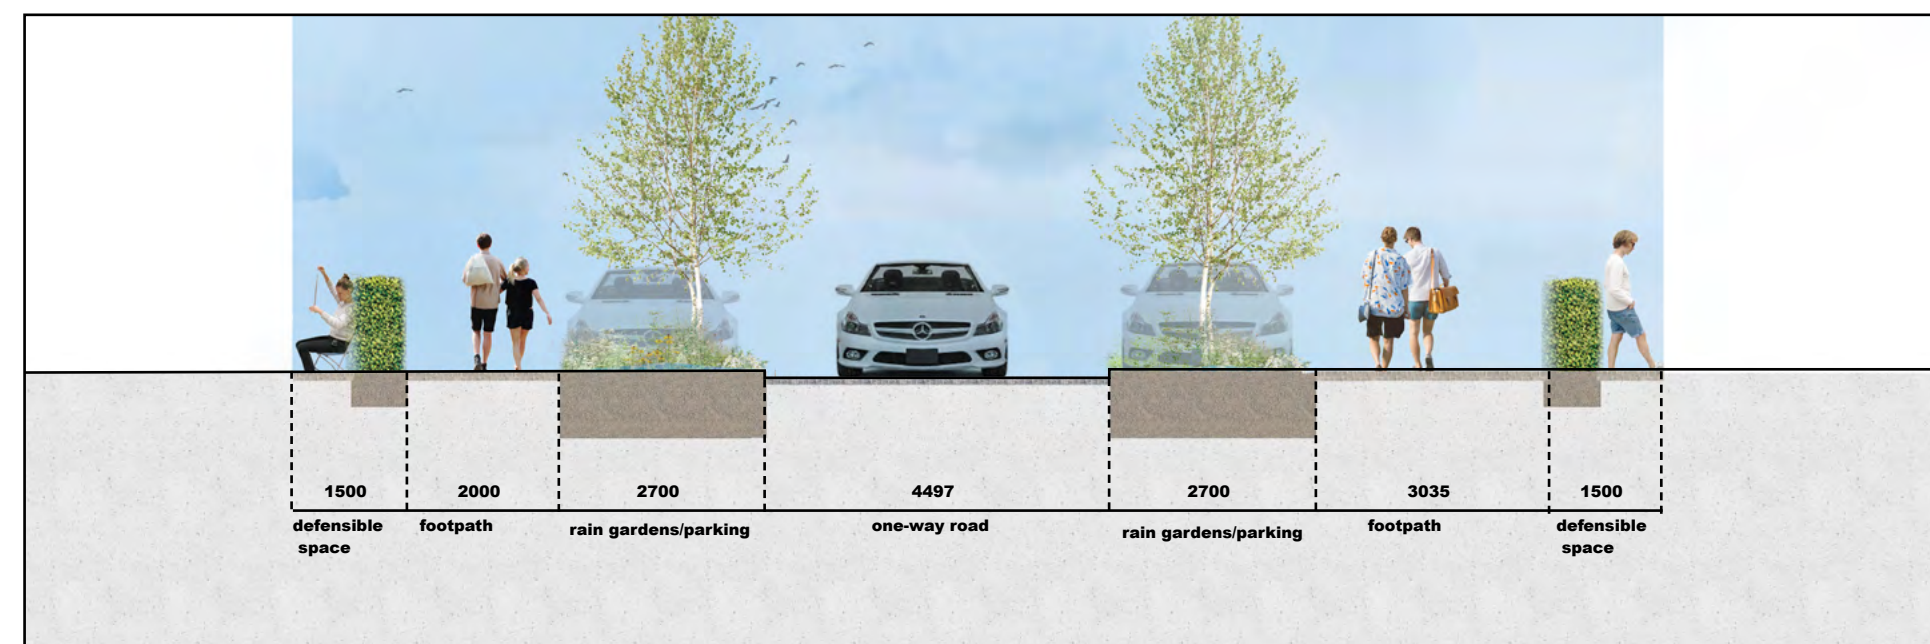 1500 2000 2700 4497 2700 3035 1500
defensible space
footpath
rain gardens/parking
one-way road
rain gardens/parking
footpath
defensible space